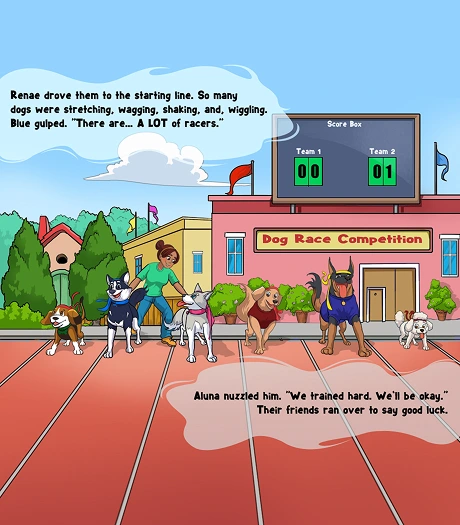 Renae drove them to the starting line. So many
dogs were stretching, wagging, shaking, and, wiggling.
Blue gulped. "There are... A LOT of racers."
Score Box
Team 1 Team 2
00 01
Dog Race Competition
Aluna nuzzled him. "We trained hard. We'll be okay."
Their friends ran over to say good luck.